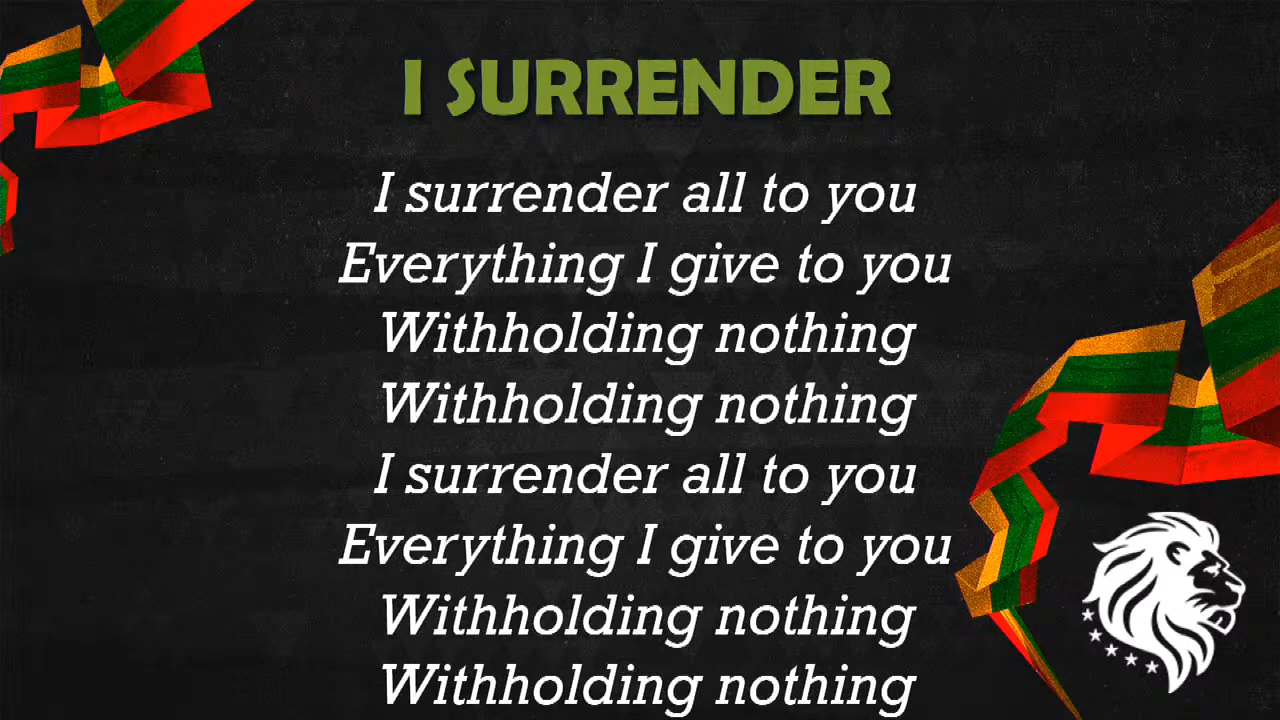 I SURRENDER
I surrender all to you
Everything I give to you
Withholding nothing
Withholding nothing
I surrender all to you
Everything I give to you
Withholding nothing
Withholding nothing